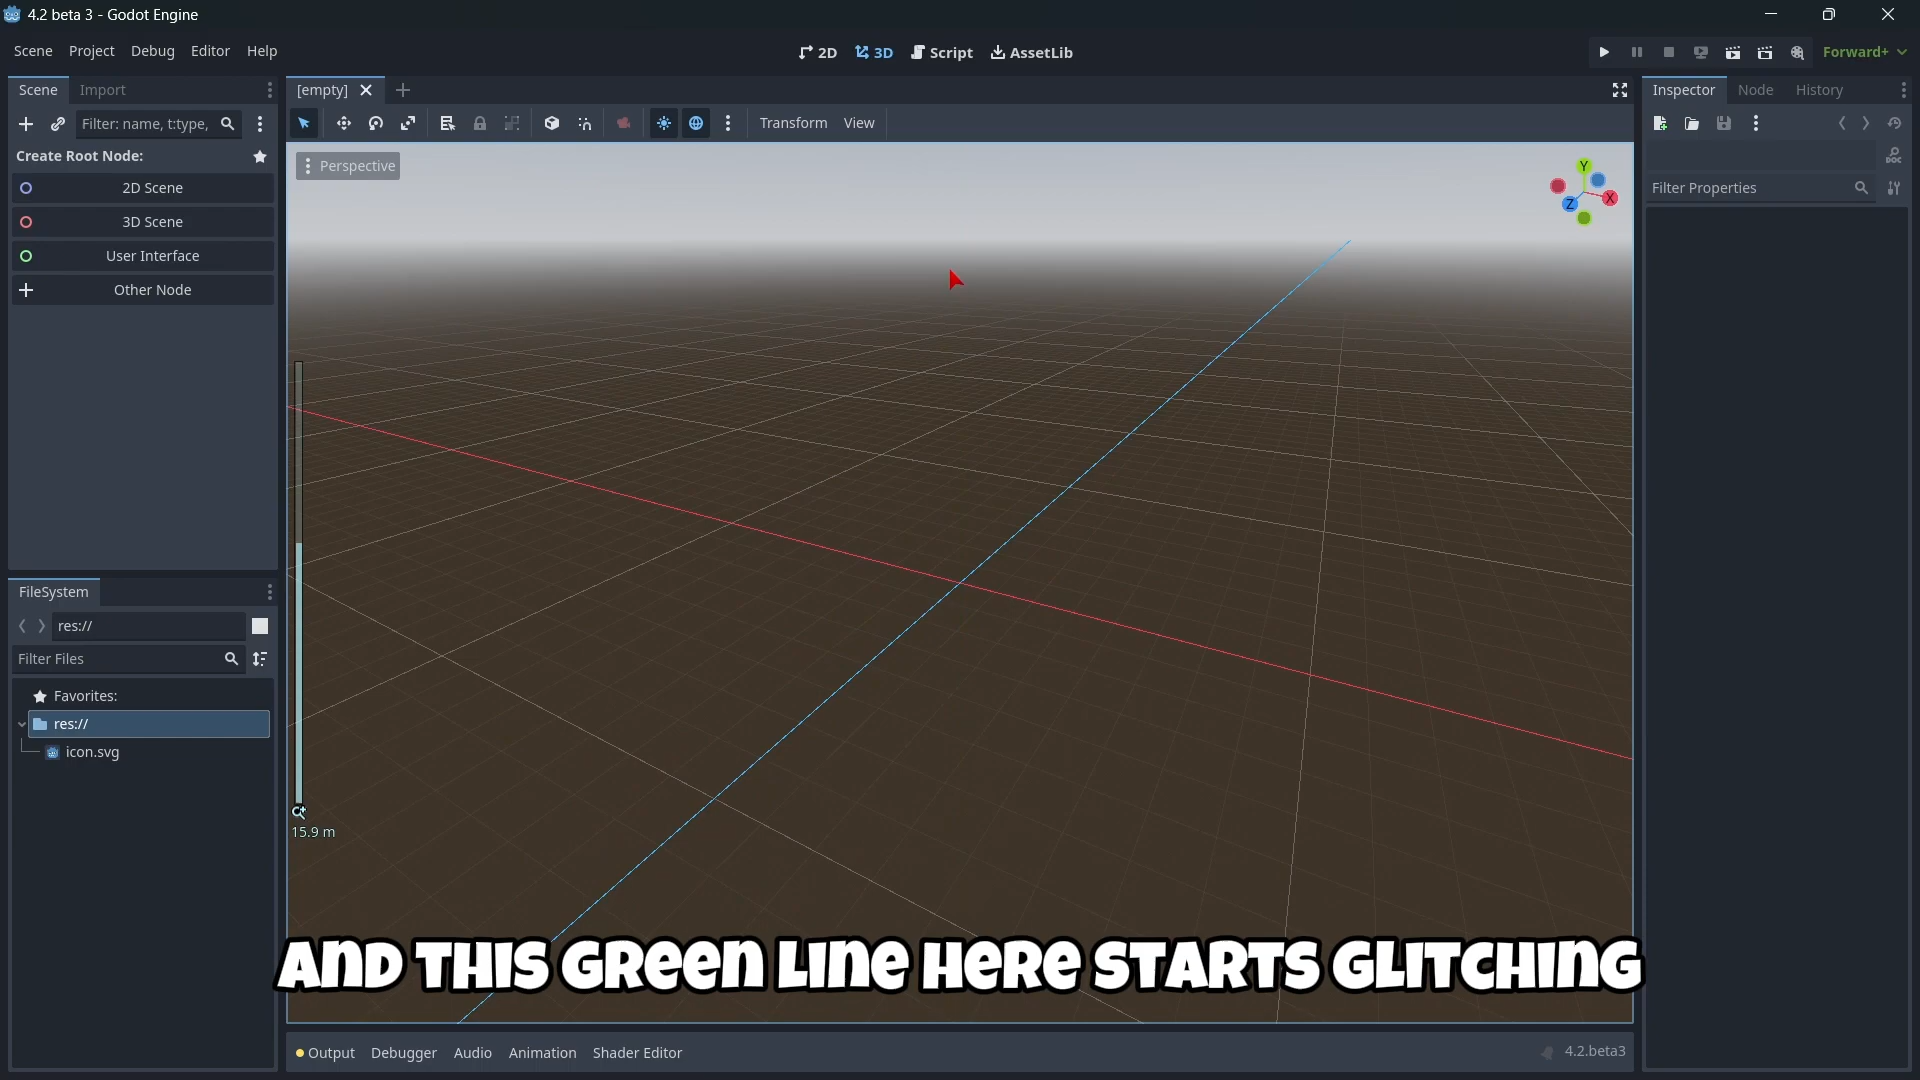 4.2 beta 3 - Godot Engine
Scene Project Debug Editor Help
2D 3D Script AssetLib
Forward+
Scene Import
[empty]
Inspector Node History
Filter: name, t:type,
Transform View
Create Root Node:
Perspective
DOC
2D Scene
Filter Properties
3D Scene
User Interface
Other Node
Y
X
Z
FileSystem
res://
Filter Files
Favorites:
res://
icon.svg
15.9 m
AND THIS GREEN LINE HERE STARTS GLITCHING
Output Debugger Audio Animation Shader Editor
4.2.beta3